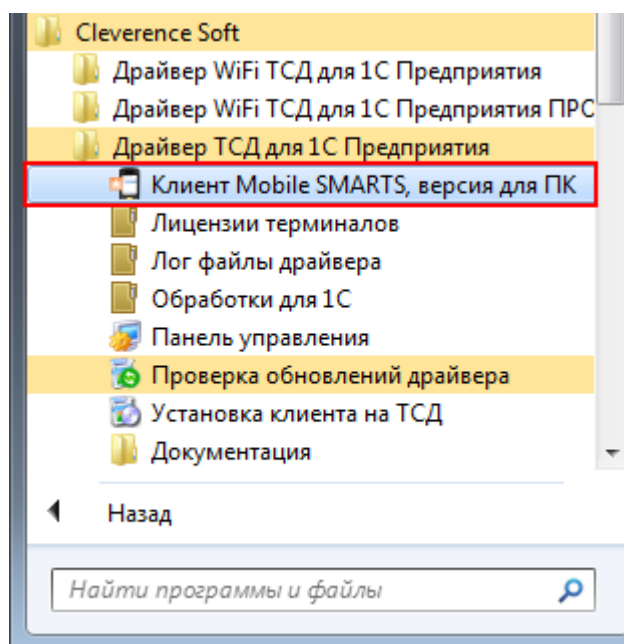 Cleverence Soft
Драйвер WiFi ТСД для 1С Предприятия
Драйвер WiFi ТСД для 1С Предприятия ПРО
Драйвер ТСД для 1С Предприятия
Клиент Mobile SMARTS, версия для ПК
Лицензии терминалов
Лог файлы драйвера
Обработки для 1С
Панель управления
Проверка обновлений драйвера
Установка клиента на ТСД
Документация
Назад
Найти программы и файлы